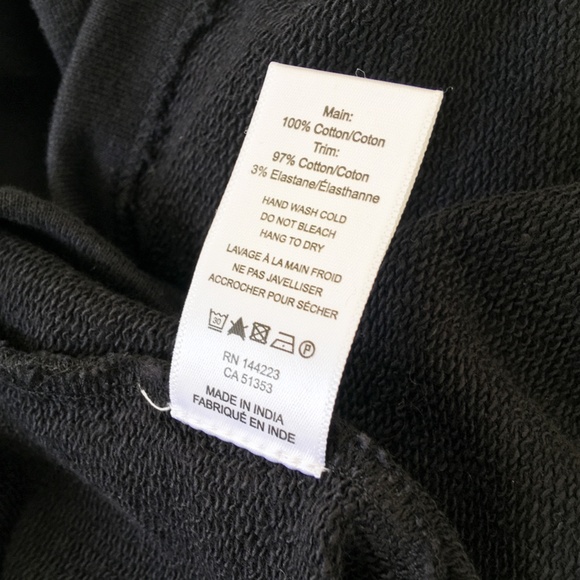 Main:
100% Cotton/Coton
Trim:
97% Cotton/Coton
3% Elastane/Élasthanne
HAND WASH COLD
DO NOT BLEACH
HANG TO DRY
LAVAGE À LA MAIN FROID
NE PAS JAVELLISER
ACCROCHER POUR SÉCHER
30 P
RN 144223
CA 51353
MADE IN INDIA
FABRIQUÉ EN INDE